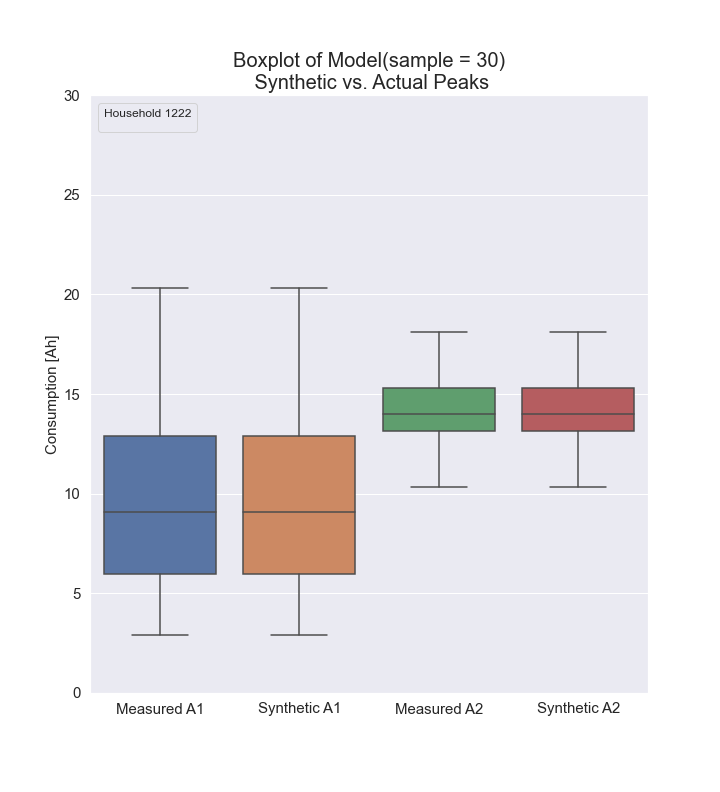 Boxplot of Model(sample = 30)
Synthetic vs. Actual Peaks
Household 1222
30
25
20
15
10
5
0
Consumption [Ah]
Measured A1
Synthetic A1
Measured A2
Synthetic A2